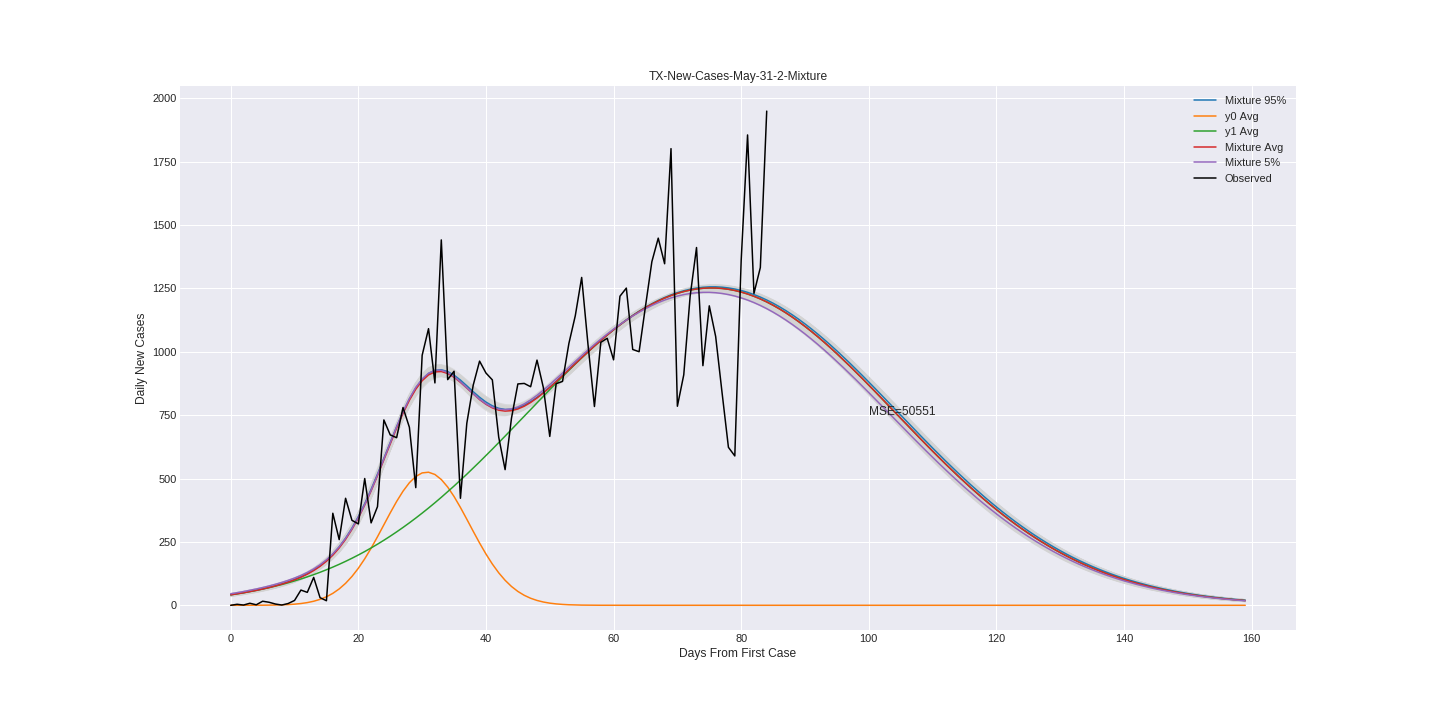 TX-New-Cases-May-31-2-Mixture
2000
1750
1500
1250
1000
750
500
250
0
Daily New Cases
Mixture 95%
y0 Avg
y1 Avg
Mixture Avg
Mixture 5%
Observed
MSE=50551
0 20 40 60 80 100 120 140 160
Days From First Case